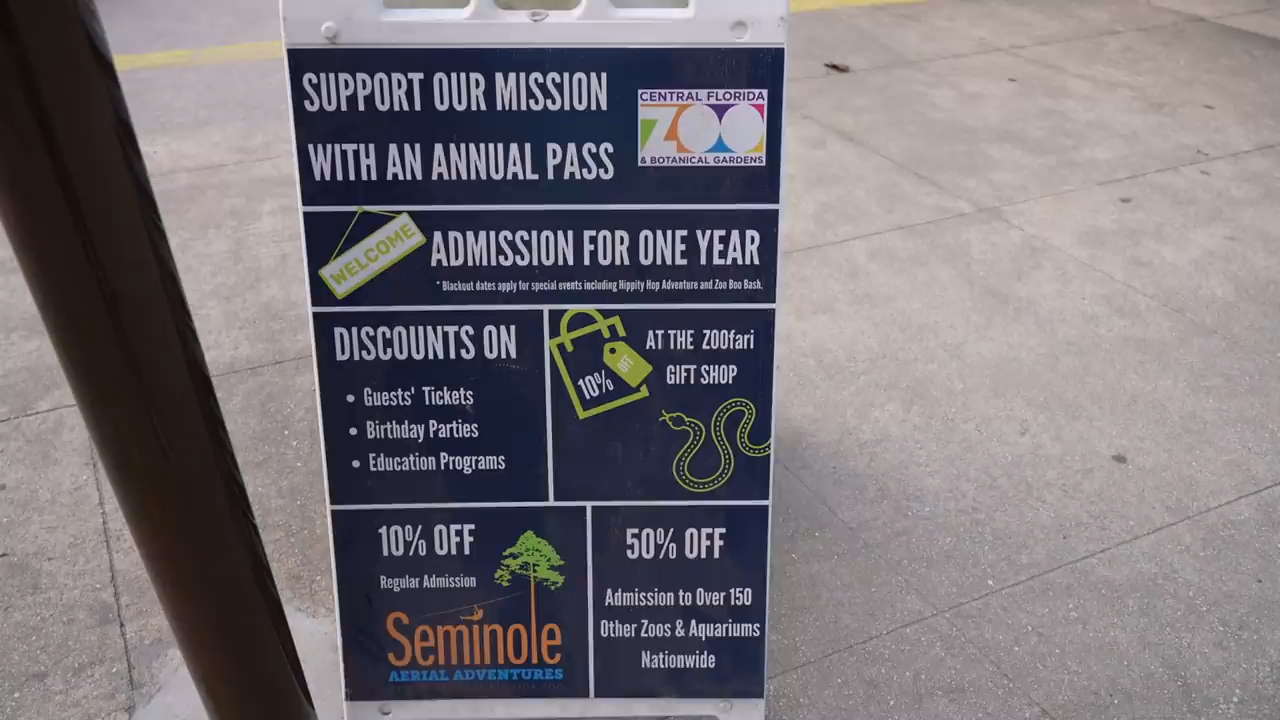 SUPPORT OUR MISSION
WITH AN ANNUAL PASS
CENTRAL FLORIDA
ZOO
& BOTANICAL GARDENS
WELCOME
ADMISSION FOR ONE YEAR
* Blackout dates apply for special events including Hippity Hop Adventure and Zoo Boo Bash.
DISCOUNTS ON
• Guests' Tickets
• Birthday Parties
• Education Programs
10% OFF
AT THE ZOOfari
GIFT SHOP
10% OFF
Regular Admission
Seminole
AERIAL ADVENTURES
50% OFF
Admission to Over 150
Other Zoos & Aquariums
Nationwide